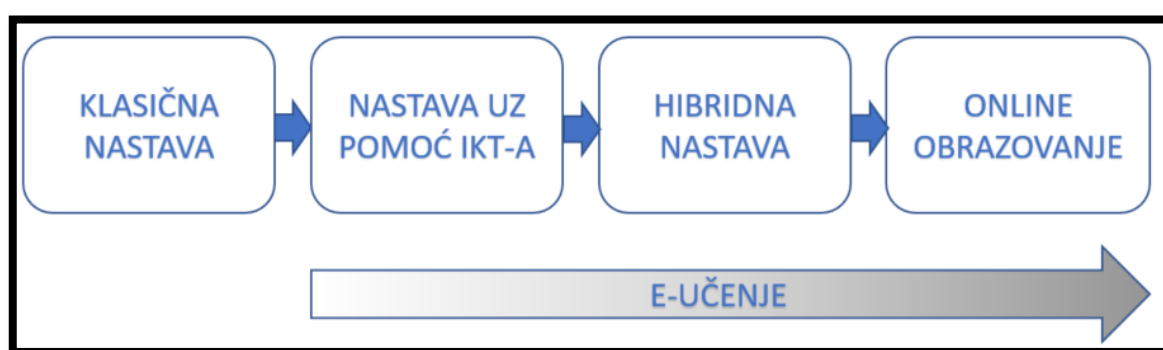 KLASIČNA
NASTAVA
NASTAVA UZ
POMOĆ IKT-A
HIBRIDNA
NASTAVA
ONLINE
OBRAZOVANJE
E-UČENJE